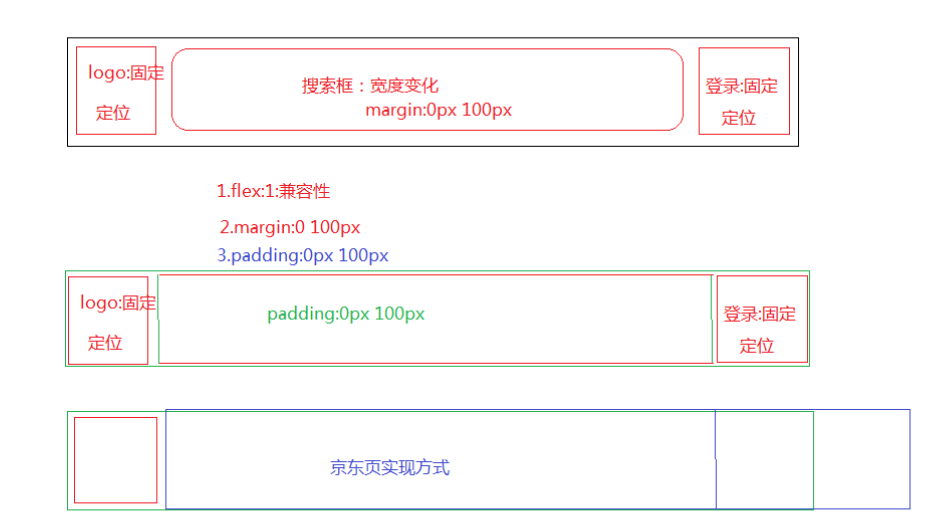 logo:固定
定位
搜索框：宽度变化
margin:0px 100px
登录:固定
定位
1.flex:1:兼容性
2.margin:0 100px
3.padding:0px 100px
logo:固定
定位
padding:0px 100px
登录:固定
定位
京东页实现方式